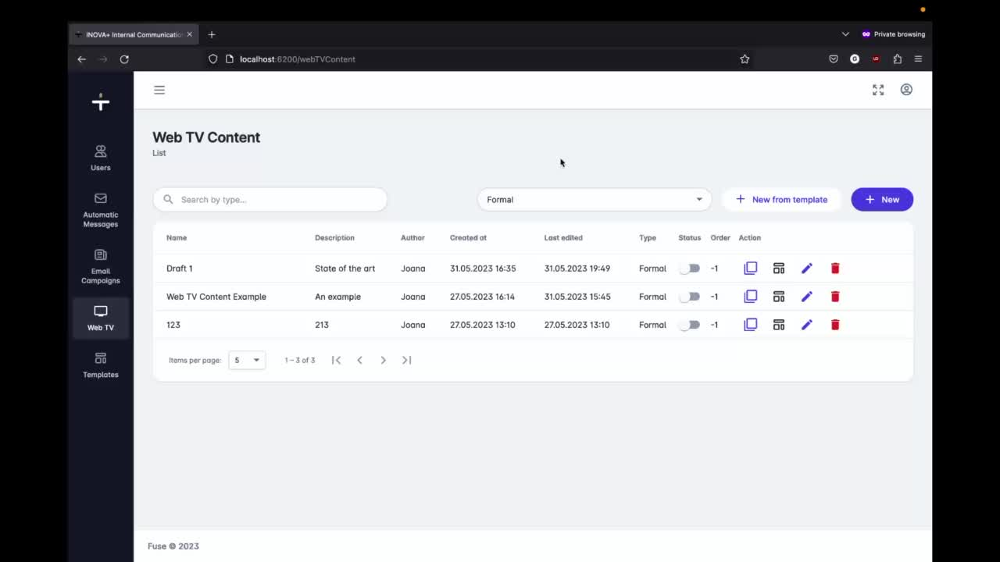 INOVA+ Internal Communicatio
Private browsing
localhost:6200/webTVContent
Users
Automatic
Messages
Email
Campaigns
Web TV
Templates
Web TV Content
List
Search by type...
Formal
New from template
New
Name Description Author Created at Last edited Type Status Order Action
Draft 1 State of the art Joana 31.05.2023 16:35 31.05.2023 19:49 Formal -1
Web TV Content Example An example Joana 27.05.2023 16:14 31.05.2023 15:45 Formal -1
123 213 Joana 27.05.2023 13:10 27.05.2023 13:10 Formal -1
Items per page: 5 1 – 3 of 3
Fuse © 2023